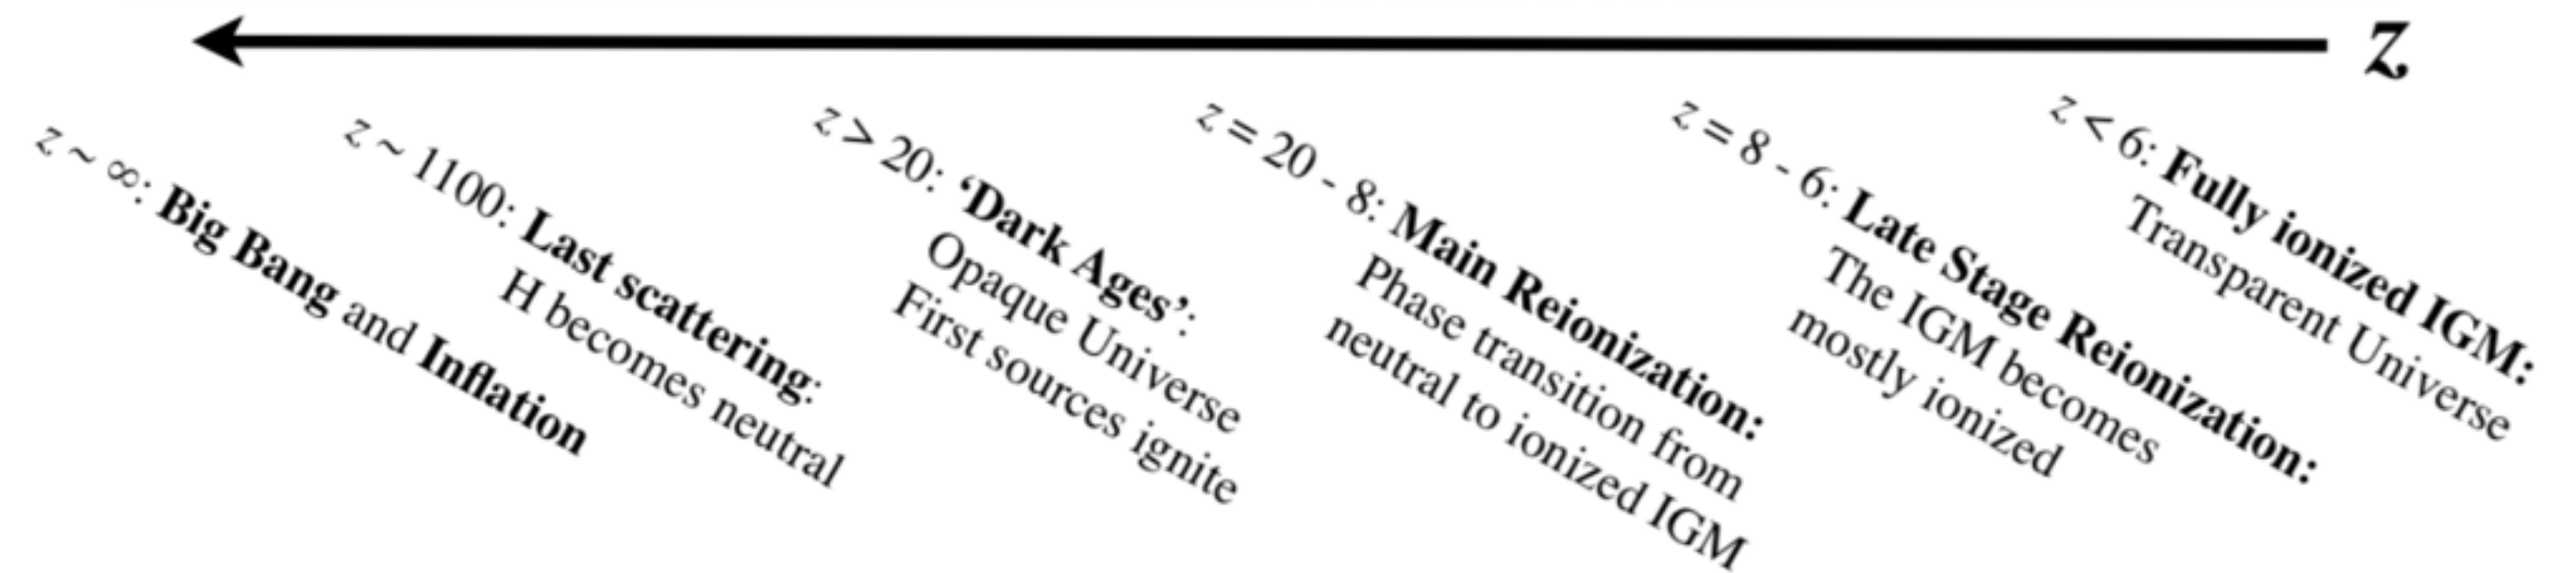 z
z ~ ∞: Big Bang and Inflation
z ~ 1100: Last scattering:
H becomes neutral
z > 20: ‘Dark Ages’:
Opaque Universe
First sources ignite
z = 20 - 8: Main Reionization:
Phase transition from
neutral to ionized IGM
z = 8 - 6: Late Stage Reionization:
The IGM becomes
mostly ionized
z < 6: Fully ionized IGM:
Transparent Universe